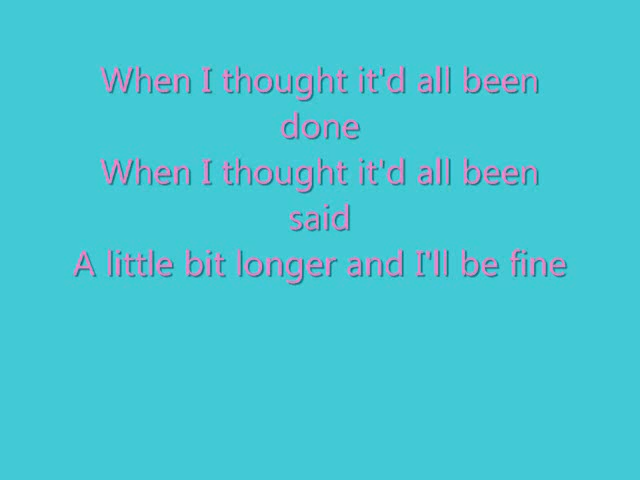 When I thought it'd all been
done
When I thought it'd all been
said
A little bit longer and I'll be fine